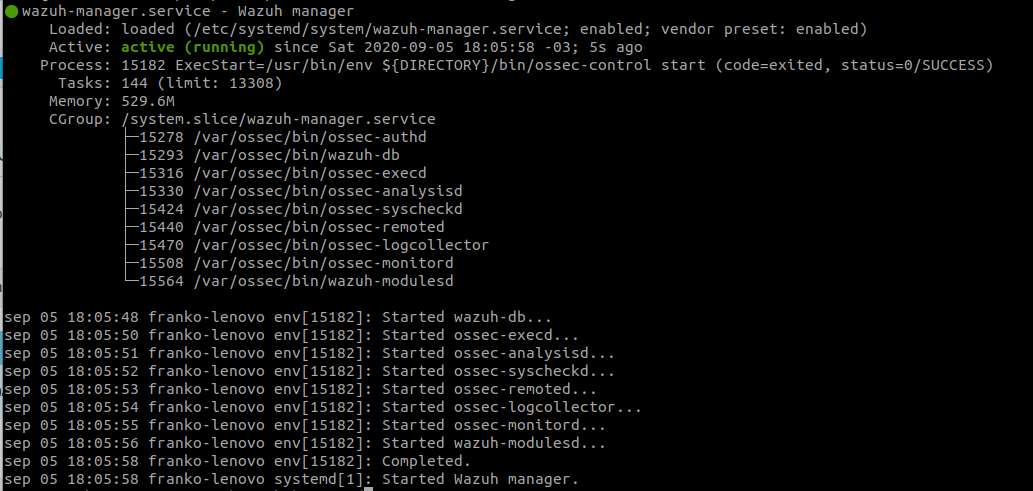 ● wazuh-manager.service - Wazuh manager
     Loaded: loaded (/etc/systemd/system/wazuh-manager.service; enabled; vendor preset: enabled)
     Active: active (running) since Sat 2020-09-05 18:05:58 -03; 5s ago
    Process: 15182 ExecStart=/usr/bin/env ${DIRECTORY}/bin/ossec-control start (code=exited, status=0/SUCCESS)
      Tasks: 144 (limit: 13308)
     Memory: 529.6M
     CGroup: /system.slice/wazuh-manager.service
             ├─15278 /var/ossec/bin/ossec-authd
             ├─15293 /var/ossec/bin/wazuh-db
             ├─15316 /var/ossec/bin/ossec-execd
             ├─15330 /var/ossec/bin/ossec-analysisd
             ├─15424 /var/ossec/bin/ossec-syscheckd
             ├─15440 /var/ossec/bin/ossec-remoted
             ├─15470 /var/ossec/bin/ossec-logcollector
             ├─15508 /var/ossec/bin/ossec-monitord
             └─15564 /var/ossec/bin/wazuh-modulesd
sep 05 18:05:48 franko-lenovo env[15182]: Started wazuh-db...
sep 05 18:05:50 franko-lenovo env[15182]: Started ossec-execd...
sep 05 18:05:51 franko-lenovo env[15182]: Started ossec-analysisd...
sep 05 18:05:52 franko-lenovo env[15182]: Started ossec-syscheckd...
sep 05 18:05:53 franko-lenovo env[15182]: Started ossec-remoted...
sep 05 18:05:54 franko-lenovo env[15182]: Started ossec-logcollector...
sep 05 18:05:55 franko-lenovo env[15182]: Started ossec-monitord...
sep 05 18:05:56 franko-lenovo env[15182]: Started wazuh-modulesd...
sep 05 18:05:58 franko-lenovo env[15182]: Completed.
sep 05 18:05:58 franko-lenovo systemd[1]: Started Wazuh manager.